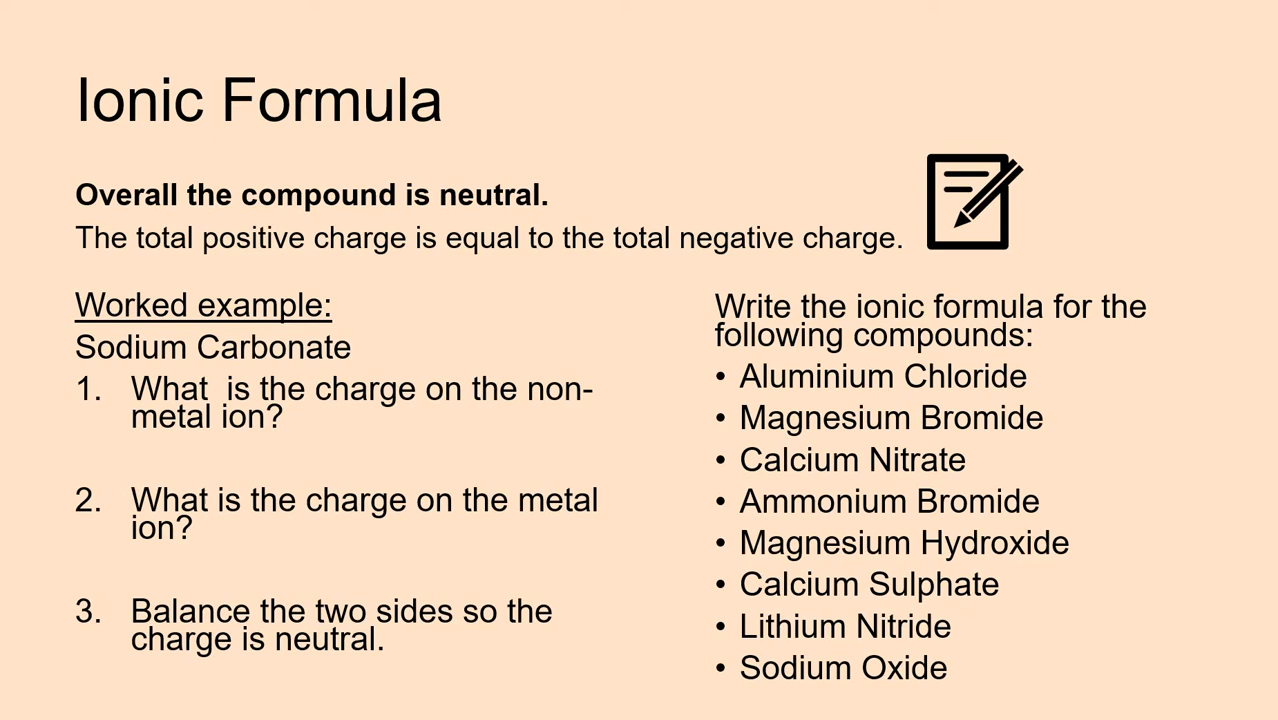 Ionic Formula
Overall the compound is neutral.
The total positive charge is equal to the total negative charge.
Worked example:
Sodium Carbonate
1. What  is the charge on the non-
metal ion?
2. What is the charge on the metal
ion?
3. Balance the two sides so the
charge is neutral.
Write the ionic formula for the
following compounds:
• Aluminium Chloride
• Magnesium Bromide
• Calcium Nitrate
• Ammonium Bromide
• Magnesium Hydroxide
• Calcium Sulphate
• Lithium Nitride
• Sodium Oxide